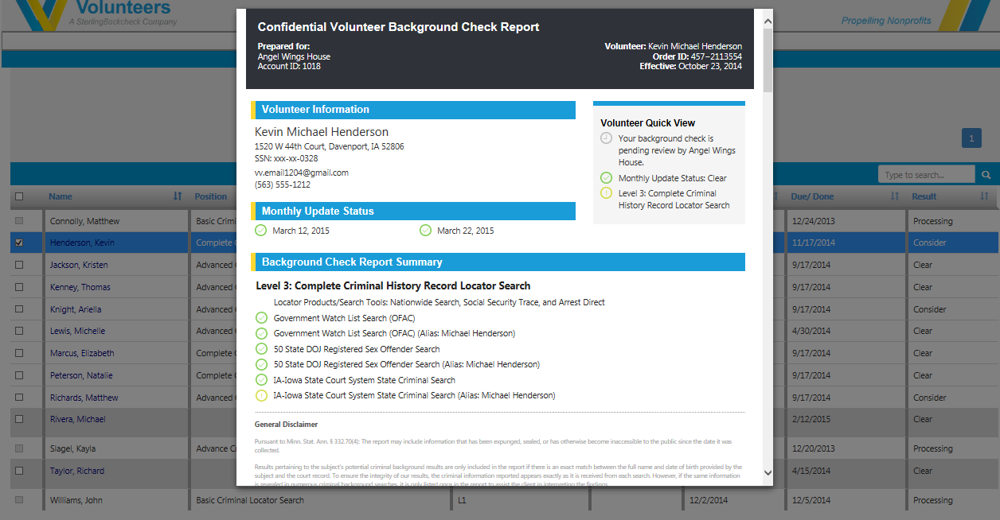 Volunteers
A SterlingBackcheck Company
Propelling Nonprofits
Confidential Volunteer Background Check Report
Prepared for:
Angel Wings House
Account ID: 1018
Volunteer: Kevin Michael Henderson
Order ID: 457–2113554
Effective: October 23, 2014
Volunteer Information
Kevin Michael Henderson
1520 W 44th Court, Davenport, IA 52806
SSN: xxx-xx-0328
vv.email1204@gmail.com
(563) 555-1212
Volunteer Quick View
Your background check is
pending review by Angel Wings
House.
Monthly Update Status: Clear
Level 3: Complete Criminal
History Record Locator Search
Monthly Update Status
March 12, 2015 March 22, 2015
Background Check Report Summary
Level 3: Complete Criminal History Record Locator Search
Locator Products/Search Tools: Nationwide Search, Social Security Trace, and Arrest Direct
Government Watch List Search (OFAC)
Government Watch List Search (OFAC) (Alias: Michael Henderson)
50 State DOJ Registered Sex Offender Search
50 State DOJ Registered Sex Offender Search (Alias: Michael Henderson)
IA-Iowa State Court System State Criminal Search
IA-Iowa State Court System State Criminal Search (Alias: Michael Henderson)
General Disclaimer
Pursuant to Minn. Stat. Ann. § 332.70(4): The report may include information that has been expunged, sealed, or has otherwise become inaccessible to the public since the date it was
collected.
Results pertaining to the subject's potential criminal background results are only included in the report if there is an exact match between the full name and date of birth provided by the
subject and the court record. To ensure the integrity of our results, the criminal information reported appears exactly as it is received from each search. However, if the same information
is revealed in numerous criminal background searches, it is only listed once in the report to assist the client in interpreting the findings.
1
Type to search...
Name Position Due/ Done Result
Connolly, Matthew Basic Crimi 12/24/2013 Processing
Henderson, Kevin Complete 11/17/2014 Consider
Jackson, Kristen Advanced 9/17/2014 Clear
Kenney, Thomas Advanced 9/17/2014 Clear
Knight, Ariella Advanced 9/17/2014 Consider
Lewis, Michelle Advanced 4/30/2014 Clear
Marcus, Elizabeth Complete 9/17/2014 Clear
Peterson, Natalie Complete 9/17/2014 Clear
Richards, Matthew Advanced 9/17/2014 Consider
Rivera, Michael 2/12/2015 Clear
Slagel, Kayla Advance C 12/20/2013 Processing
Taylor, Richard 4/15/2014 Clear
Williams, John Basic Criminal Locator Search L1 12/2/2014 12/5/2014 Processing